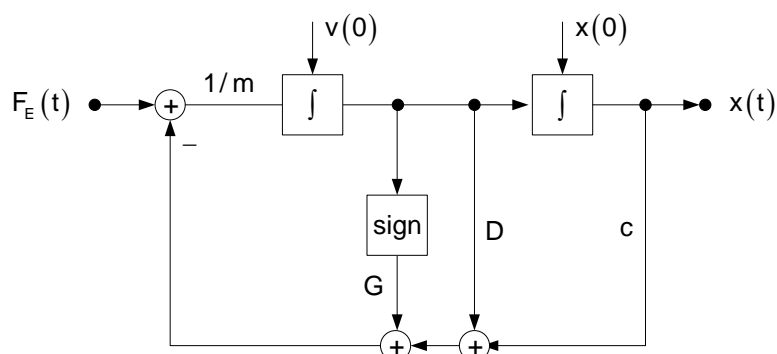 v(0) x(0)
F_E(t) + 1/m ∫ ∫ x(t)
−
sign D c
G
+ +